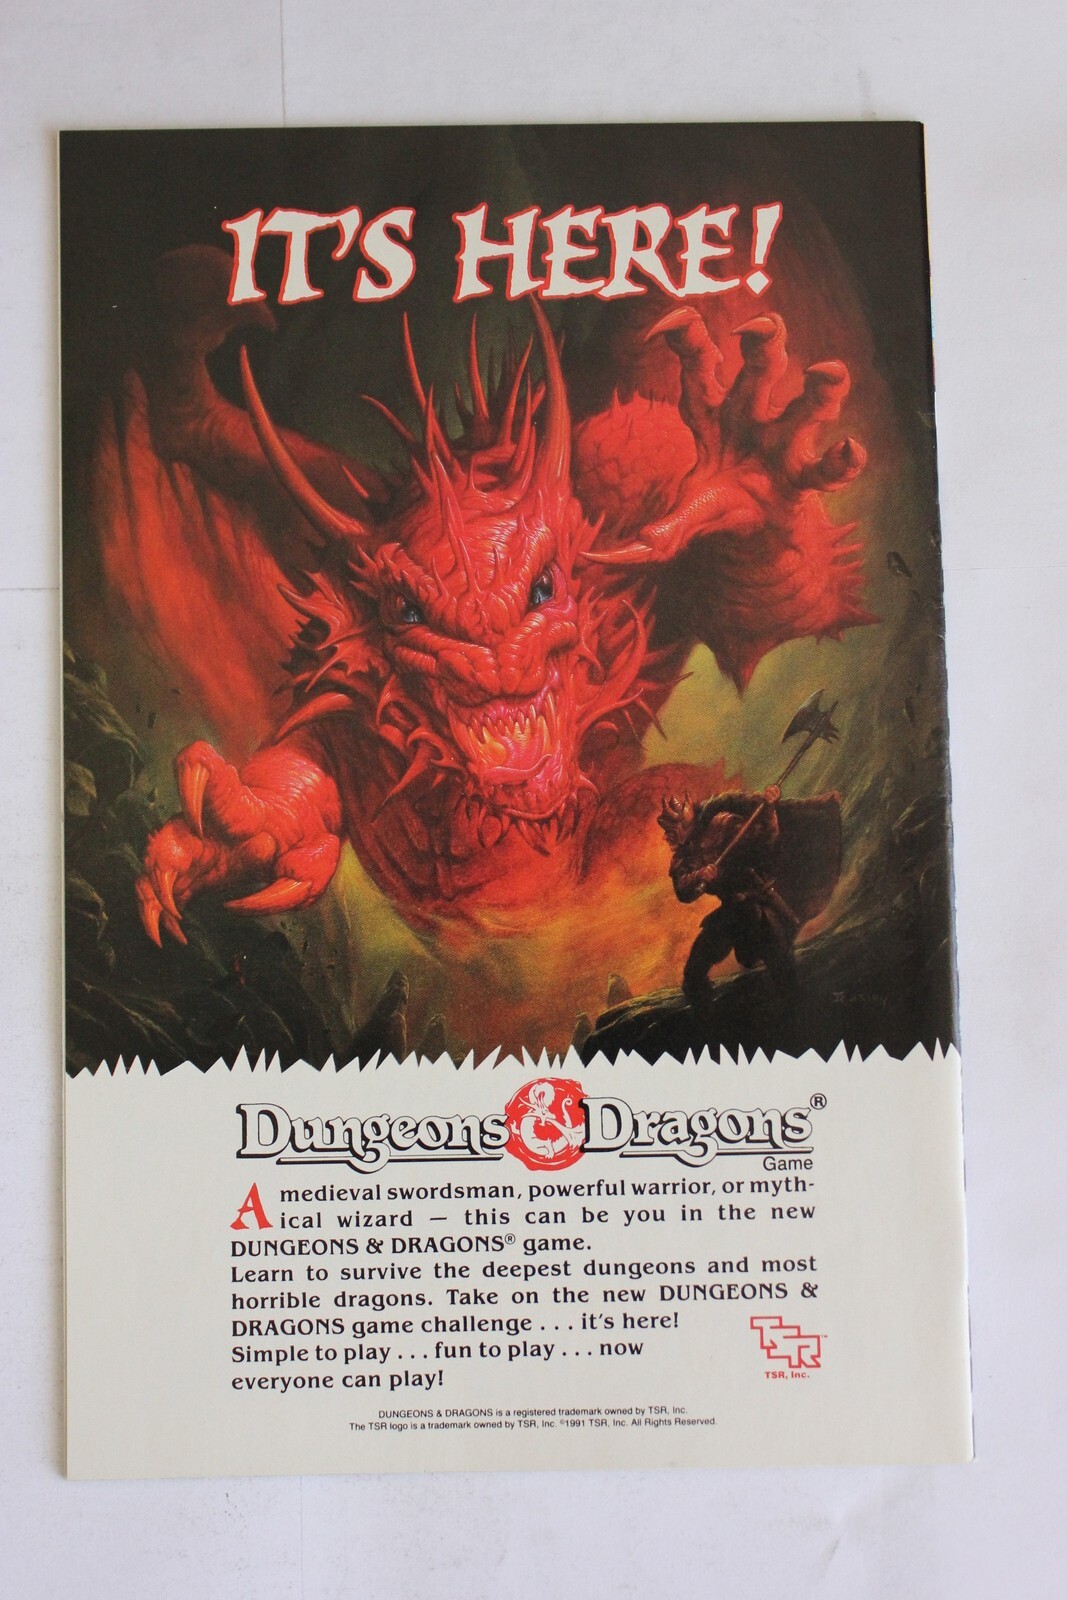 IT'S HERE!
Dungeons & Dragons®
Game
A medieval swordsman, powerful warrior, or myth-
ical wizard — this can be you in the new
DUNGEONS & DRAGONS® game.
Learn to survive the deepest dungeons and most
horrible dragons. Take on the new DUNGEONS &
DRAGONS game challenge . . . it's here!
Simple to play . . . fun to play . . . now
everyone can play!
TSR™
TSR, Inc.
DUNGEONS & DRAGONS is a registered trademark owned by TSR, Inc.
The TSR logo is a trademark owned by TSR, Inc. ©1991 TSR, Inc. All Rights Reserved.